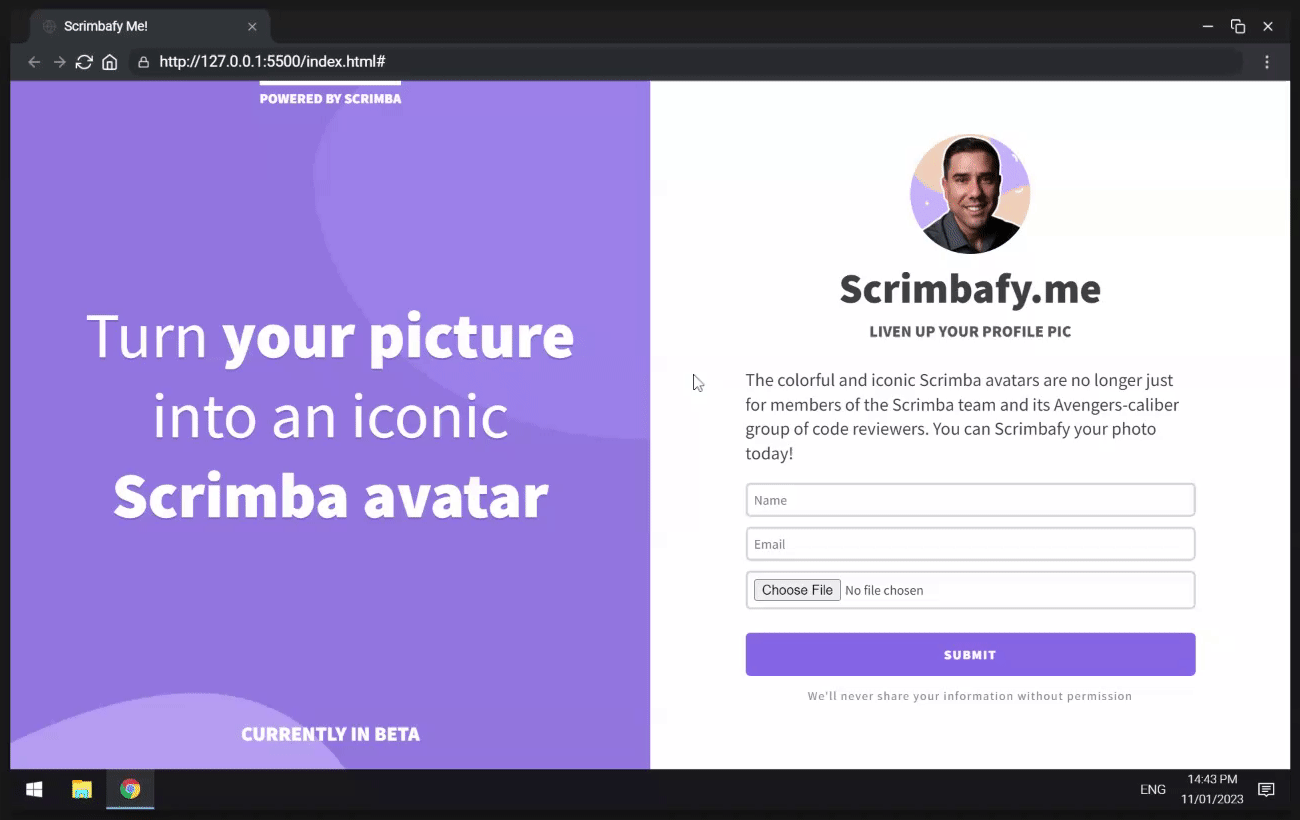 Scrimbafy Me!
http://127.0.0.1:5500/index.html#
POWERED BY SCRIMBA
Turn your picture
into an iconic
Scrimba avatar
CURRENTLY IN BETA
Scrimbafy.me
LIVEN UP YOUR PROFILE PIC
The colorful and iconic Scrimba avatars are no longer just
for members of the Scrimba team and its Avengers-caliber
group of code reviewers. You can Scrimbafy your photo
today!
Name
Email
Choose File No file chosen
SUBMIT
We'll never share your information without permission
ENG
14:43 PM
11/01/2023